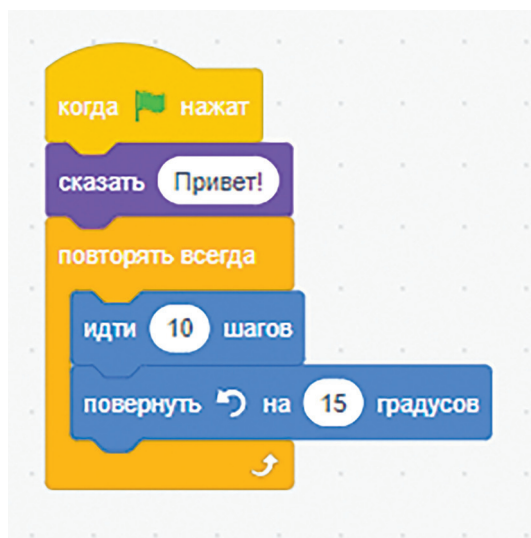 когда нажат
сказать Привет!
повторять всегда
идти 10 шагов
повернуть на 15 градусов